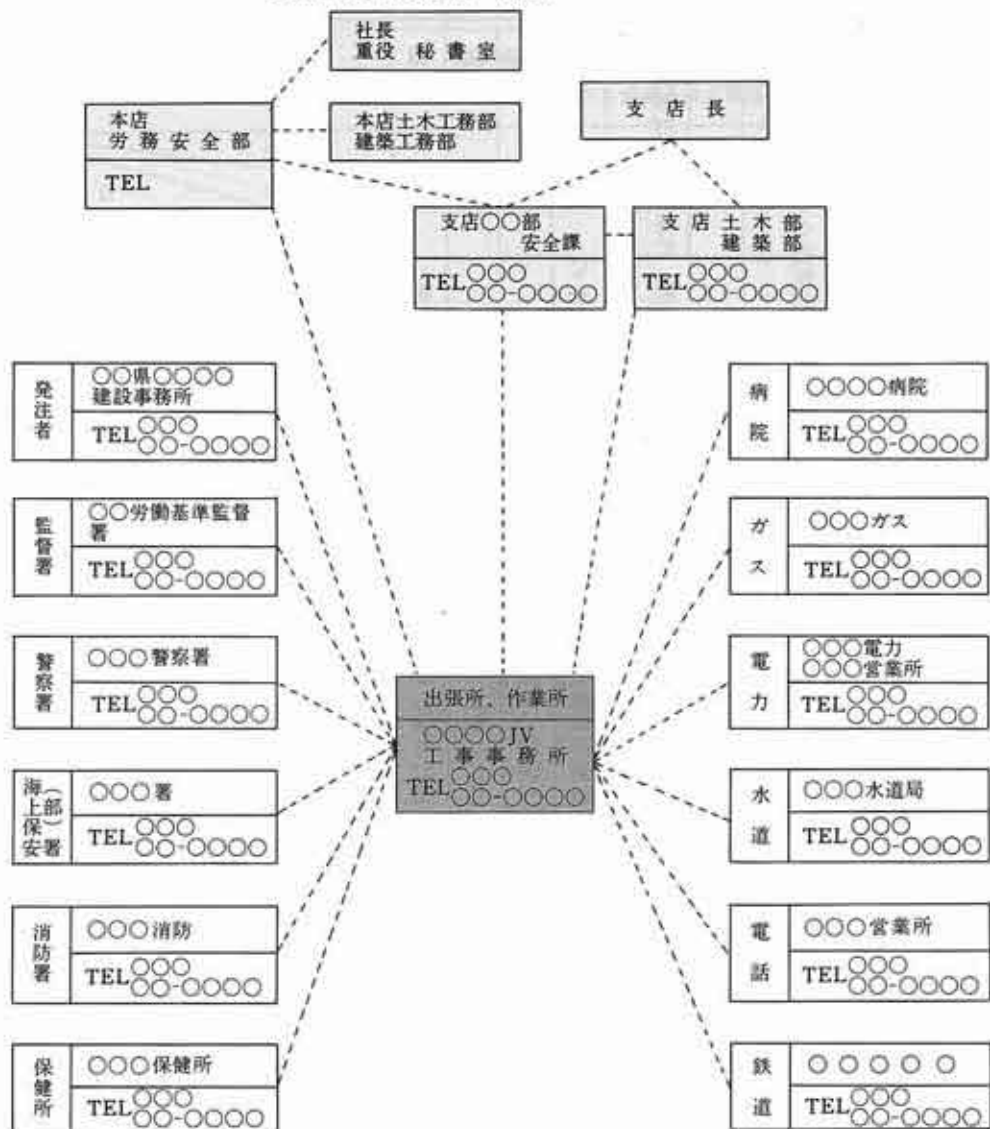 社長
重役 秘書室
本店
労務安全部
TEL
本店土木工務部
建築工務部
支店長
支店○○部
安全課
TEL○○○
○○-○○○○
支店土木部
建築部
TEL○○○
○○-○○○○
発注者
○○県○○○○
建設事務所
TEL○○○
○○-○○○○
監督署
○○労働基準監督
署
TEL○○○
○○-○○○○
警察署
○○○警察署
TEL○○○
○○-○○○○
海上保安(部)署
○○○署
TEL○○○
○○-○○○○
消防署
○○○消防
TEL○○○
○○-○○○○
保健所
○○○保健所
TEL○○○
○○-○○○○
出張所、作業所
○○○○JV
工事事務所
TEL○○○
○○-○○○○
病院
○○○○病院
TEL○○○
○○-○○○○
ガス
○○○ガス
TEL○○○
○○-○○○○
電力
○○○電力
○○○営業所
TEL○○○
○○-○○○○
水道
○○○水道局
TEL○○○
○○-○○○○
電話
○○○営業所
TEL○○○
○○-○○○○
鉄道
○○○○○
TEL○○○
○○-○○○○